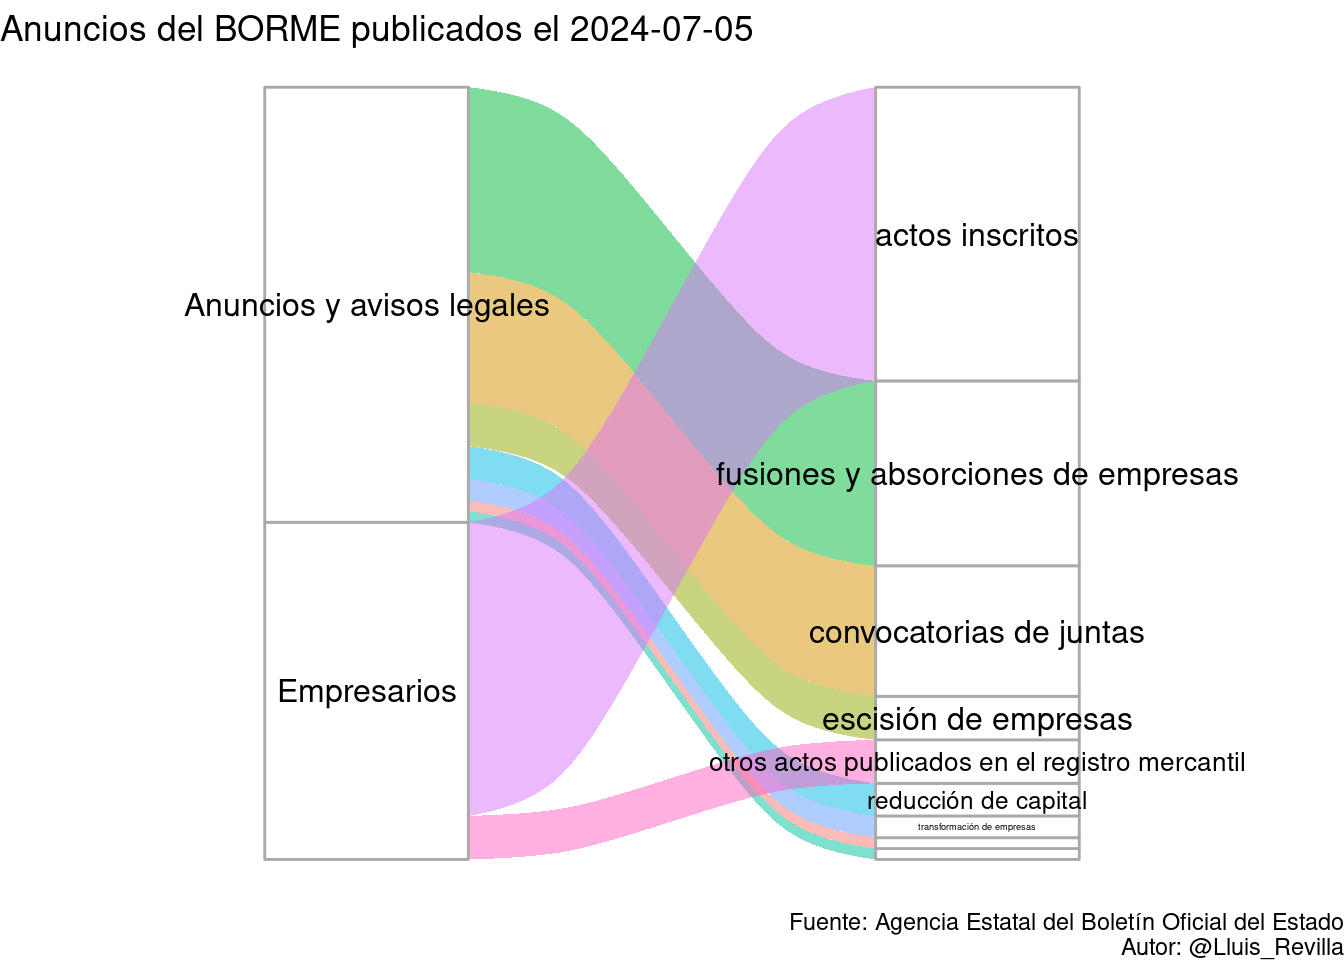 Anuncios del BORME publicados el 2024-07-05
actos inscritos
Anuncios y avisos legales
fusiones y absorciones de empresas
convocatorias de juntas
Empresarios
escisión de empresas
otros actos publicados en el registro mercantil
reducción de capital
transformación de empresas
Fuente: Agencia Estatal del Boletín Oficial del Estado
Autor: @Lluis_Revilla